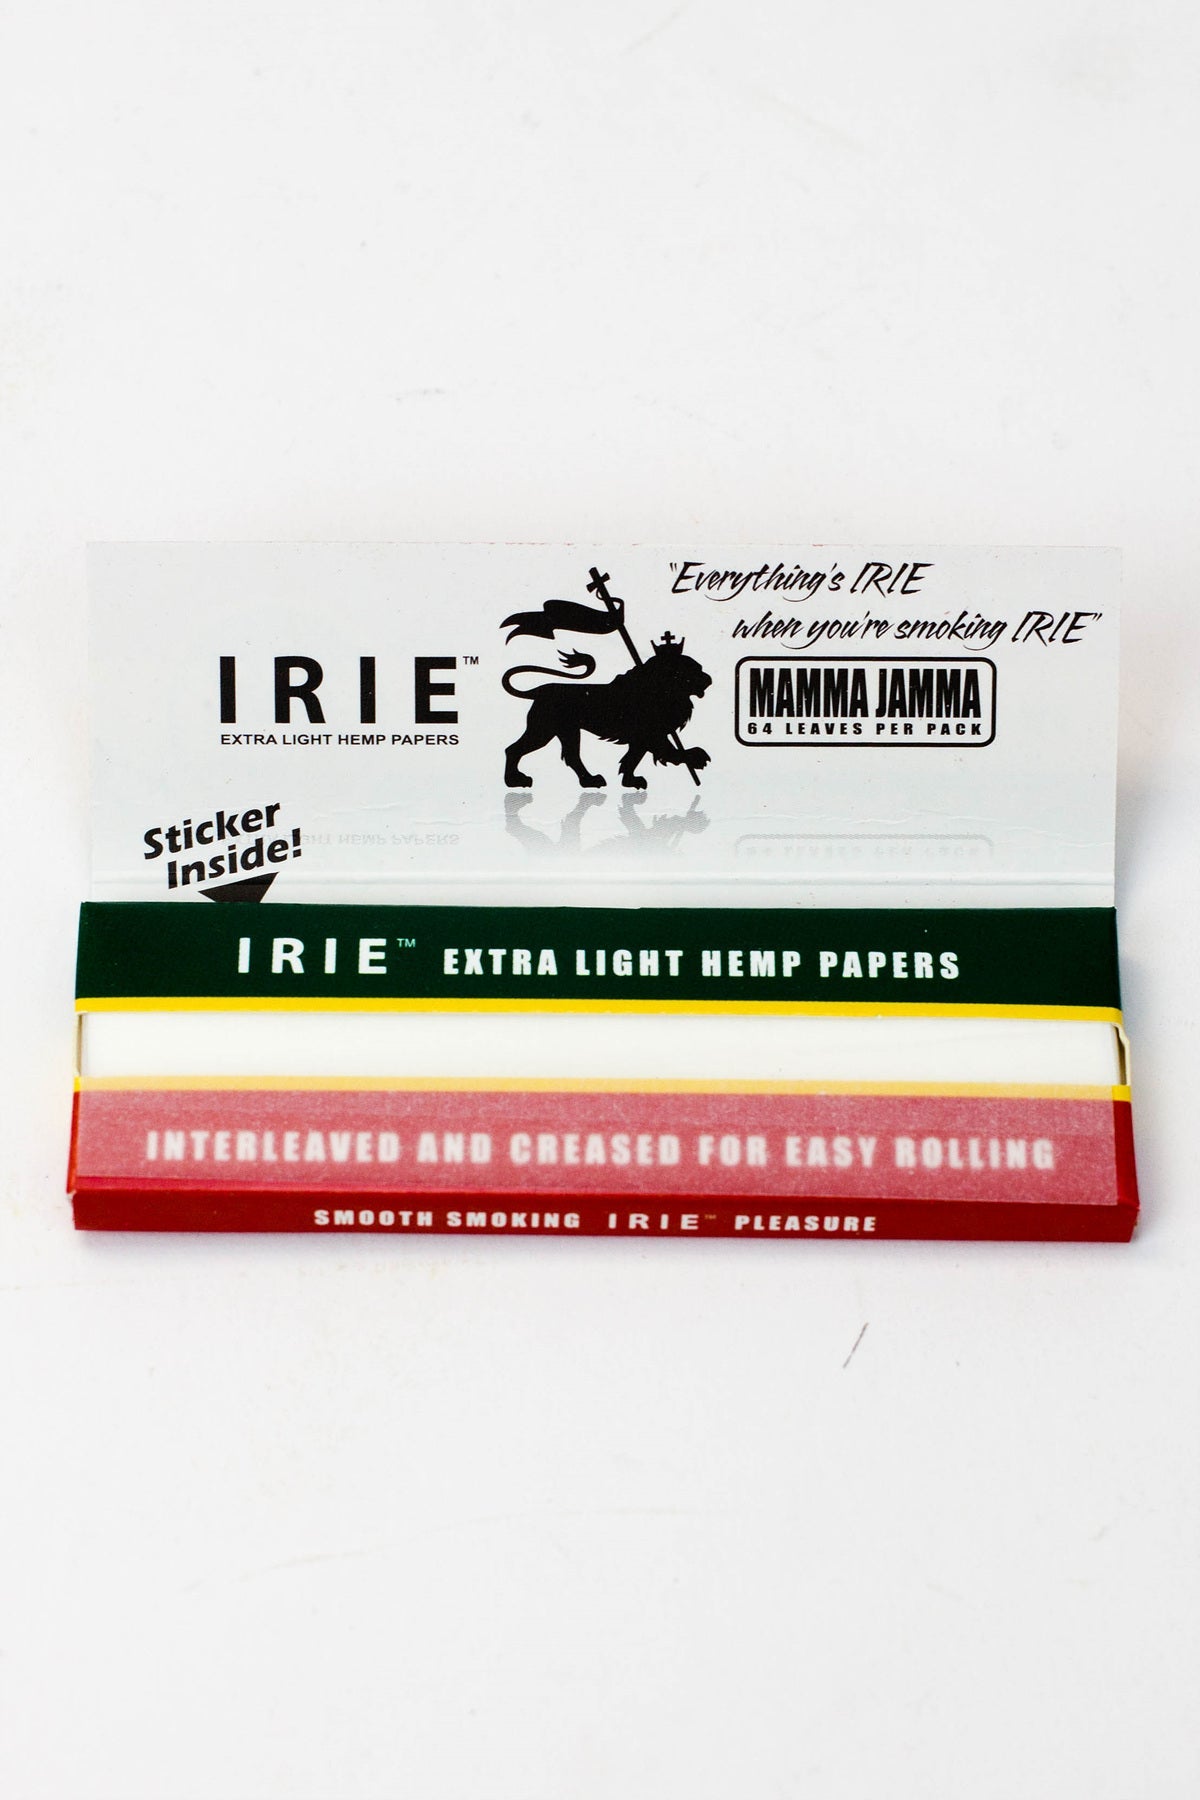 "Everything's IRIE
when you're smoking IRIE"
IRIE™
EXTRA LIGHT HEMP PAPERS
MAMMA JAMMA
64 LEAVES PER PACK
Sticker
Inside!
IRIE™ EXTRA LIGHT HEMP PAPERS
INTERLEAVED AND CREASED FOR EASY ROLLING
SMOOTH SMOKING IRIE™ PLEASURE